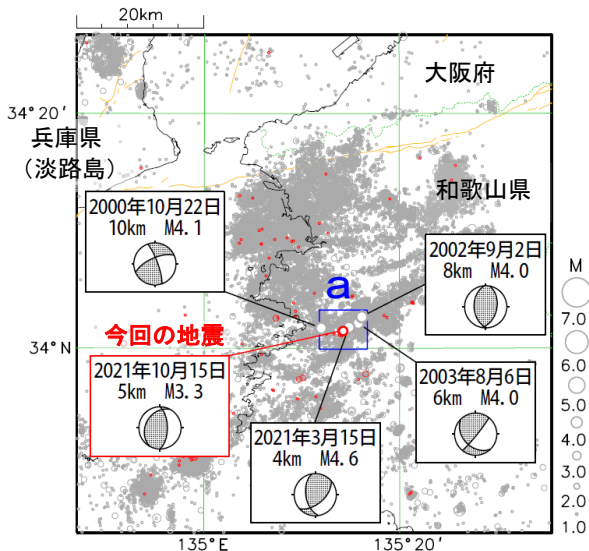 20km
大阪府
34°20′
兵庫県
（淡路島）
和歌山県
2000年10月22日
10km M4.1
2002年9月2日
8km M4.0
a
今回の地震
34°N
2021年10月15日
5km M3.3
2003年8月6日
6km M4.0
2021年3月15日
4km M4.6
M
7.0
6.0
5.0
4.0
3.0
2.0
1.0
135°E
135°20′